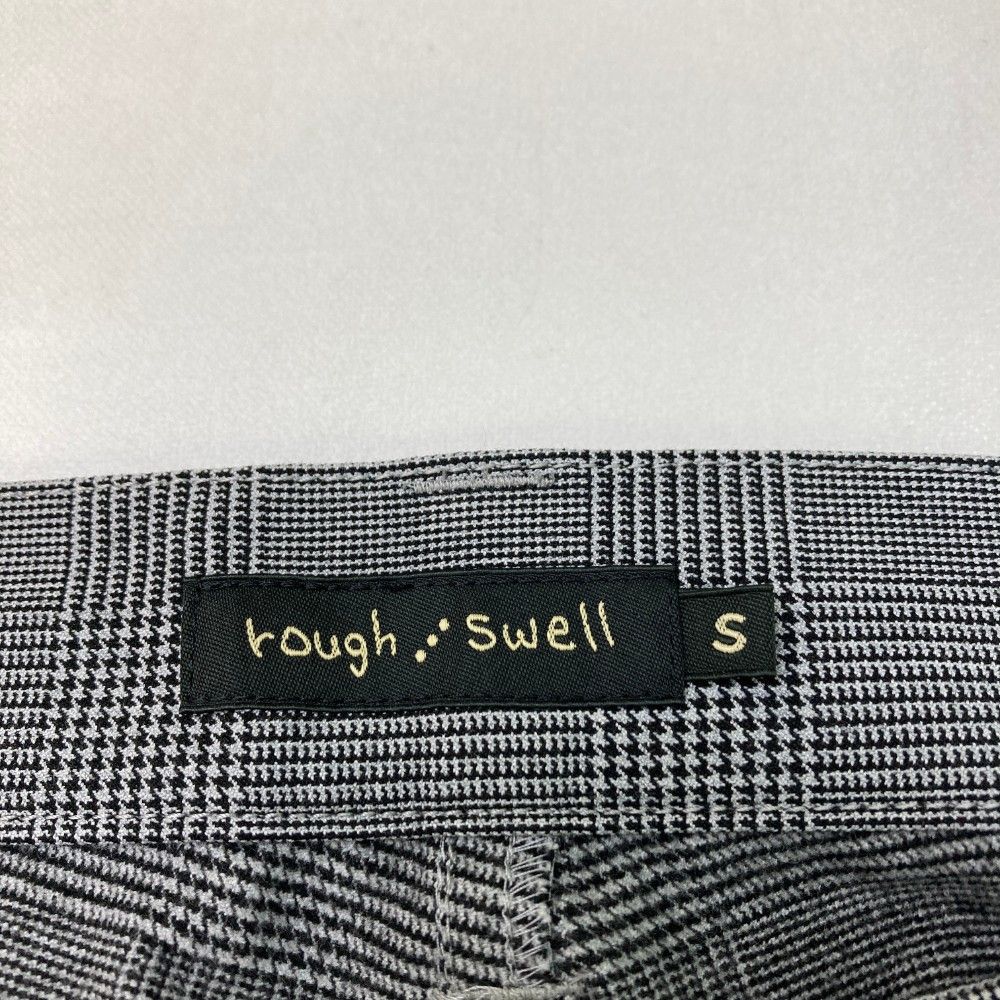 rough ⋰ swell
S